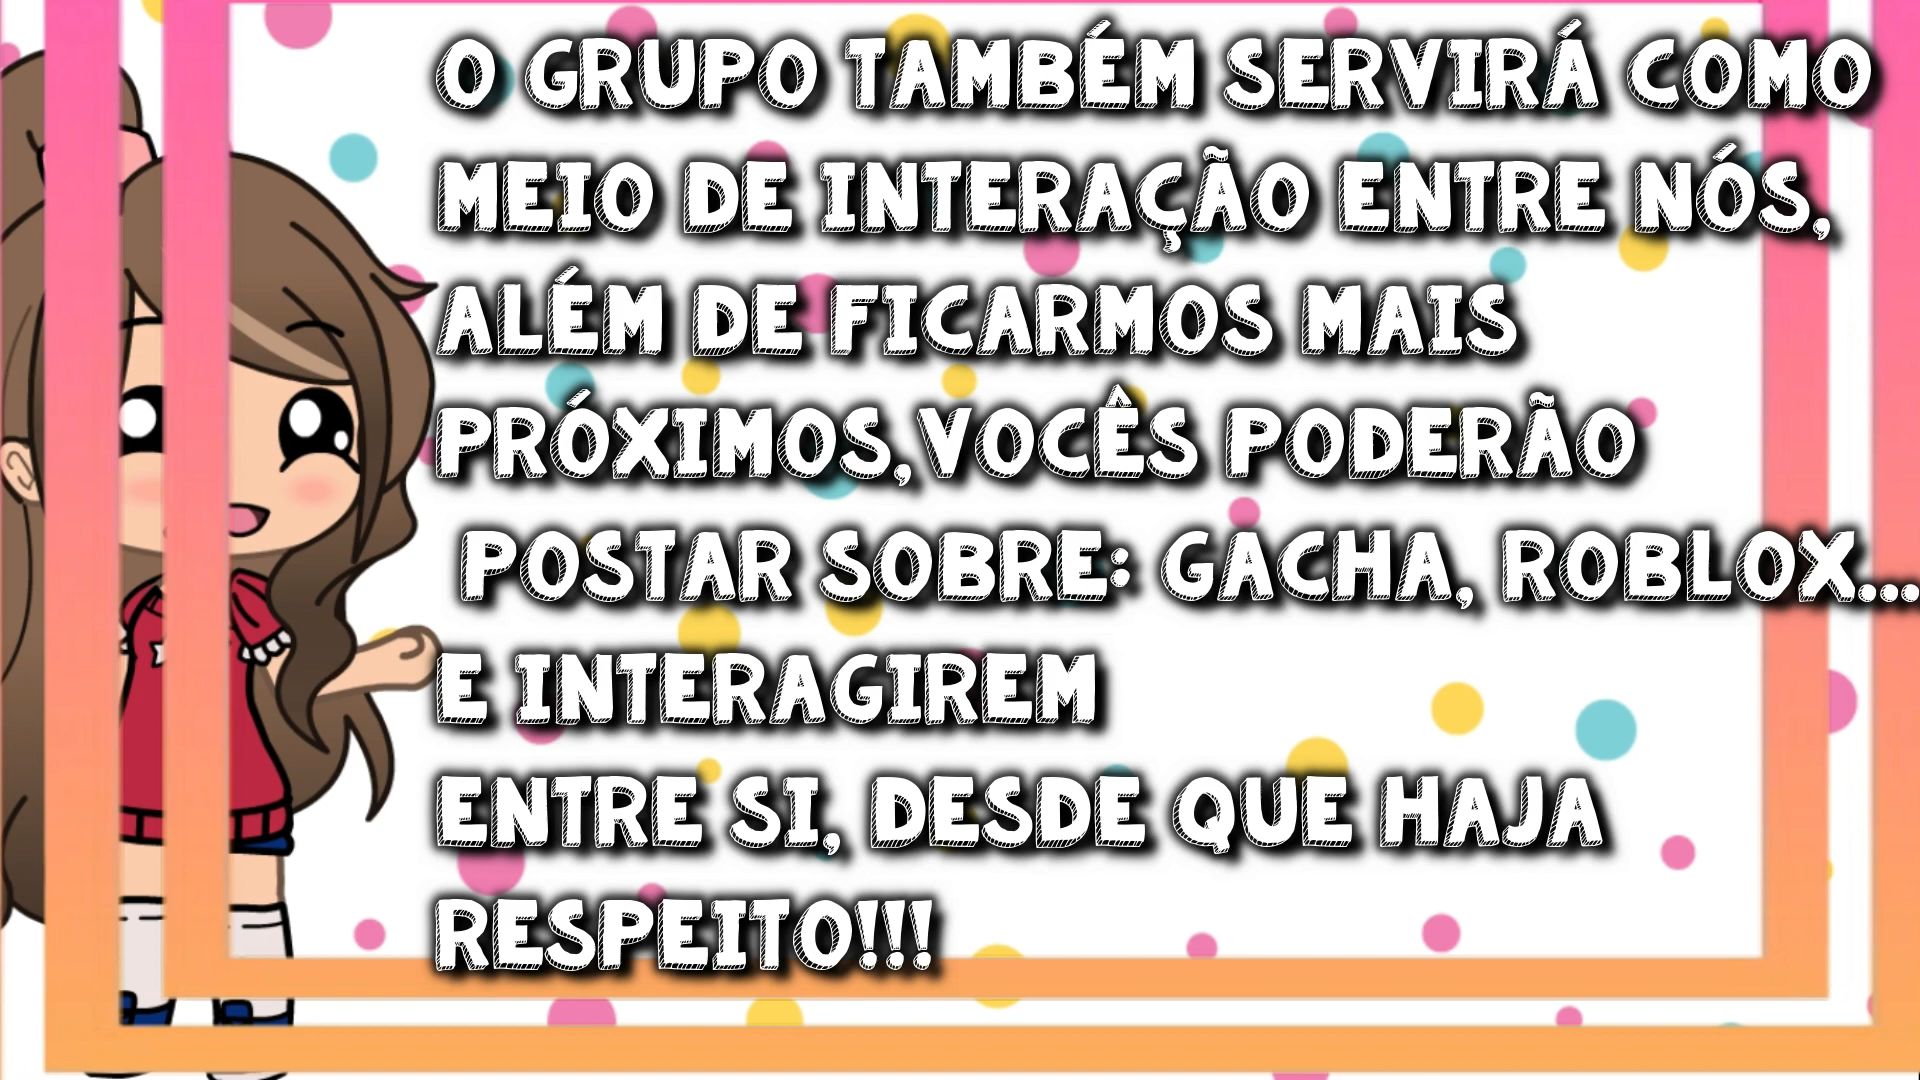 O GRUPO TAMBÉM SERVIRÁ COMO
MEIO DE INTERAÇÃO ENTRE NÓS,
ALÉM DE FICARMOS MAIS
PRÓXIMOS,VOCÊS PODERÃO
POSTAR SOBRE: GACHA, ROBLOX...
E INTERAGIREM
ENTRE SI, DESDE QUE HAJA
RESPEITO!!!